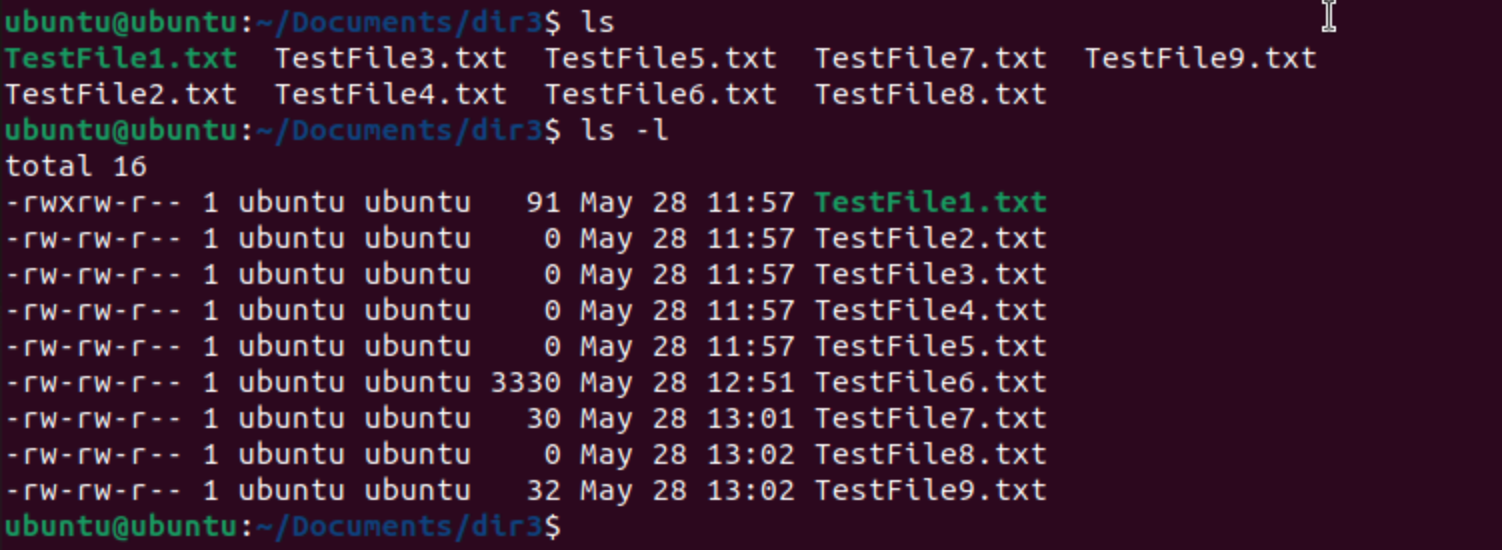 ubuntu@ubuntu:~/Documents/dir3$ ls
TestFile1.txt  TestFile3.txt  TestFile5.txt  TestFile7.txt  TestFile9.txt
TestFile2.txt  TestFile4.txt  TestFile6.txt  TestFile8.txt
ubuntu@ubuntu:~/Documents/dir3$ ls -l
total 16
-rwxrw-r-- 1 ubuntu ubuntu   91 May 28 11:57 TestFile1.txt
-rw-rw-r-- 1 ubuntu ubuntu    0 May 28 11:57 TestFile2.txt
-rw-rw-r-- 1 ubuntu ubuntu    0 May 28 11:57 TestFile3.txt
-rw-rw-r-- 1 ubuntu ubuntu    0 May 28 11:57 TestFile4.txt
-rw-rw-r-- 1 ubuntu ubuntu    0 May 28 11:57 TestFile5.txt
-rw-rw-r-- 1 ubuntu ubuntu 3330 May 28 12:51 TestFile6.txt
-rw-rw-r-- 1 ubuntu ubuntu   30 May 28 13:01 TestFile7.txt
-rw-rw-r-- 1 ubuntu ubuntu    0 May 28 13:02 TestFile8.txt
-rw-rw-r-- 1 ubuntu ubuntu   32 May 28 13:02 TestFile9.txt
ubuntu@ubuntu:~/Documents/dir3$